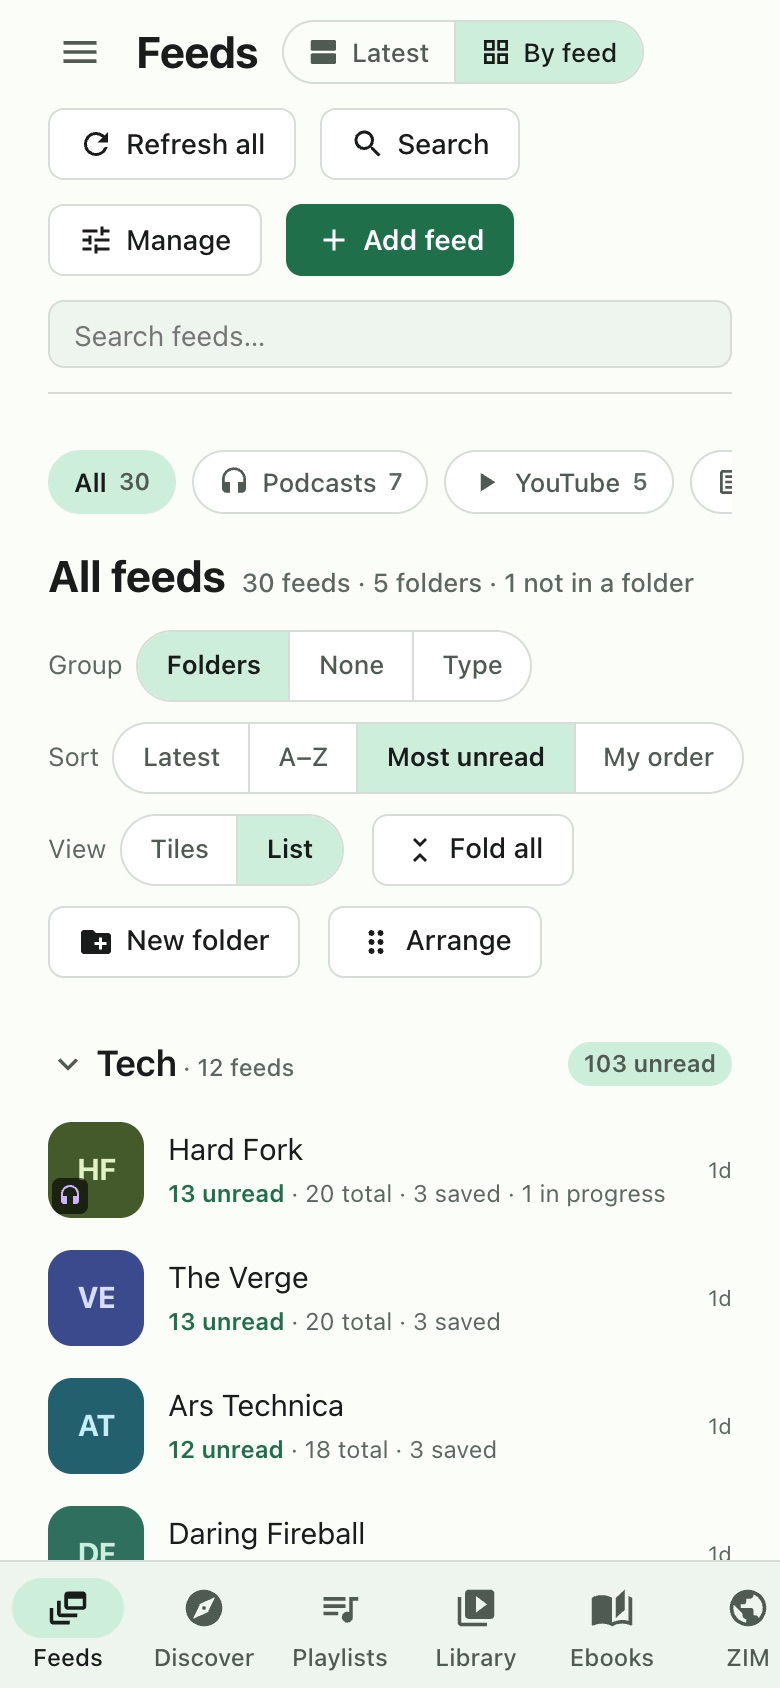 Feeds
Latest
By feed
Refresh all
Search
Manage
+ Add feed
Search feeds...
All 30
Podcasts 7
YouTube 5
All feeds 30 feeds · 5 folders · 1 not in a folder
Group Folders None Type
Sort Latest A–Z Most unread My order
View Tiles List Fold all
New folder Arrange
Tech · 12 feeds 103 unread
HF
Hard Fork
13 unread · 20 total · 3 saved · 1 in progress
1d
VE
The Verge
13 unread · 20 total · 3 saved
1d
AT
Ars Technica
12 unread · 18 total · 3 saved
1d
DF
Daring Fireball
1d
Feeds Discover Playlists Library Ebooks ZIM